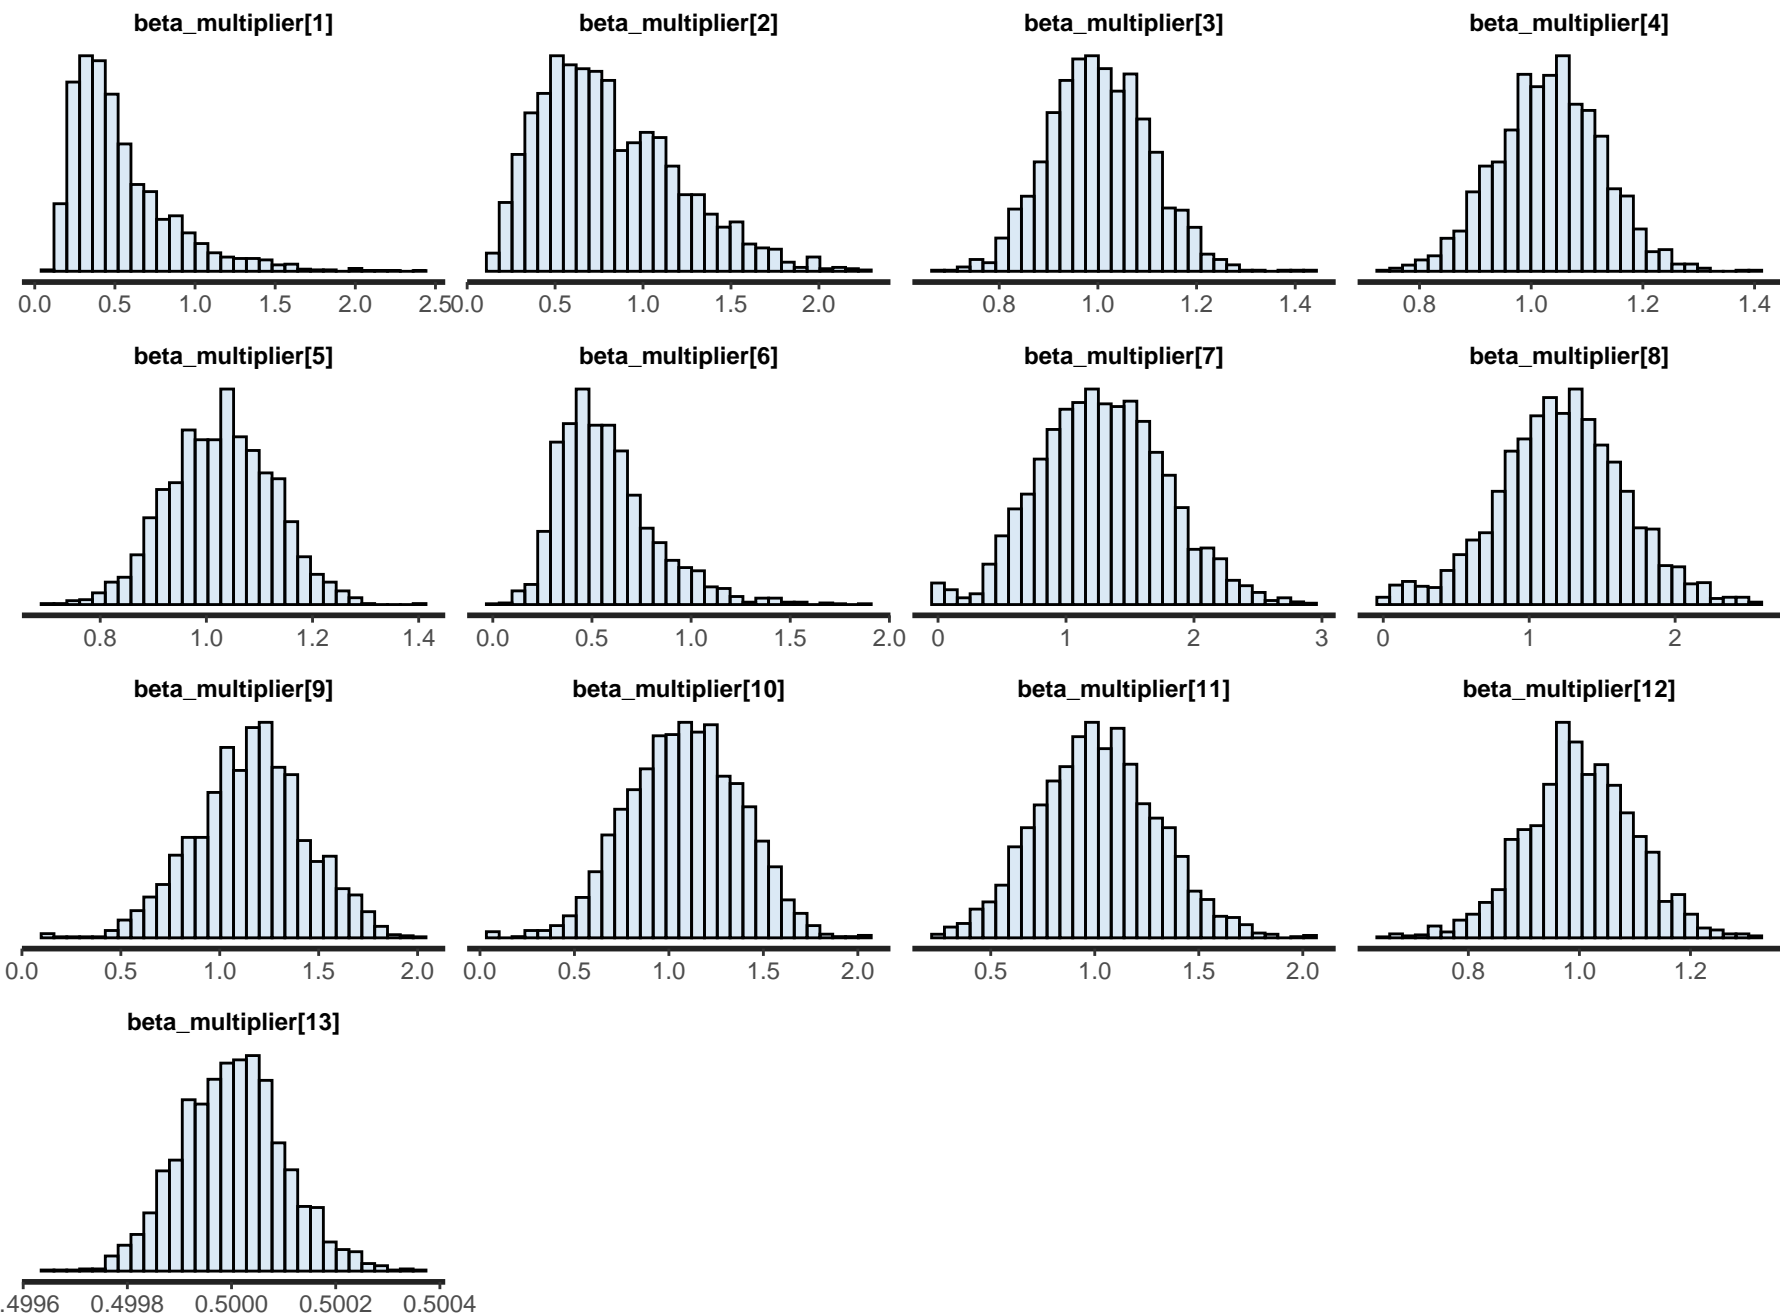 beta_multiplier[1] beta_multiplier[2] beta_multiplier[3] beta_multiplier[4]
0.0 0.5 1.0 1.5 2.0 2.5 0.0 0.5 1.0 1.5 2.0 0.8 1.0 1.2 1.4 0.8 1.0 1.2 1.4
beta_multiplier[5] beta_multiplier[6] beta_multiplier[7] beta_multiplier[8]
0.8 1.0 1.2 1.4 0.0 0.5 1.0 1.5 2.0 0 1 2 3 0 1 2
beta_multiplier[9] beta_multiplier[10] beta_multiplier[11] beta_multiplier[12]
0.0 0.5 1.0 1.5 2.0 0.0 0.5 1.0 1.5 2.0 0.5 1.0 1.5 2.0 0.8 1.0 1.2
beta_multiplier[13]
.4996 0.4998 0.5000 0.5002 0.5004